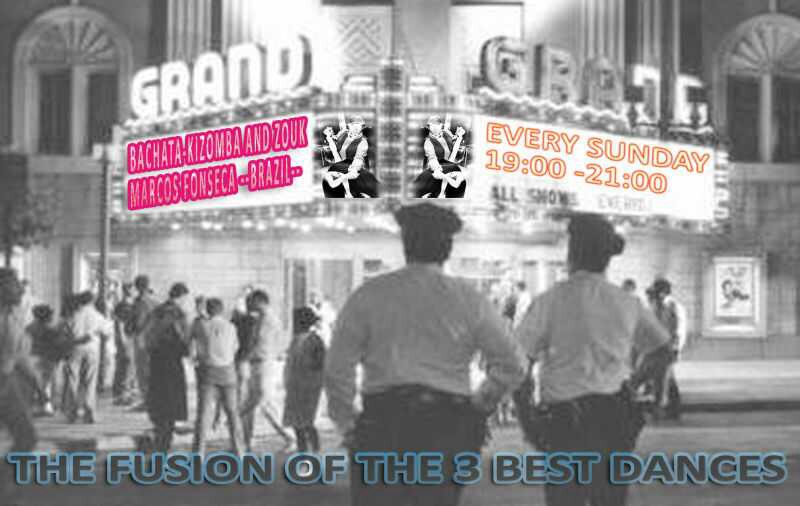 GRAND
GRAND
BACHATA-KIZOMBA AND ZOUK
MARCOS FONSECA --BRAZIL--
EVERY SUNDAY
19:00 -21:00
ALL SHOWS
THE FUSION OF THE 3 BEST DANCES